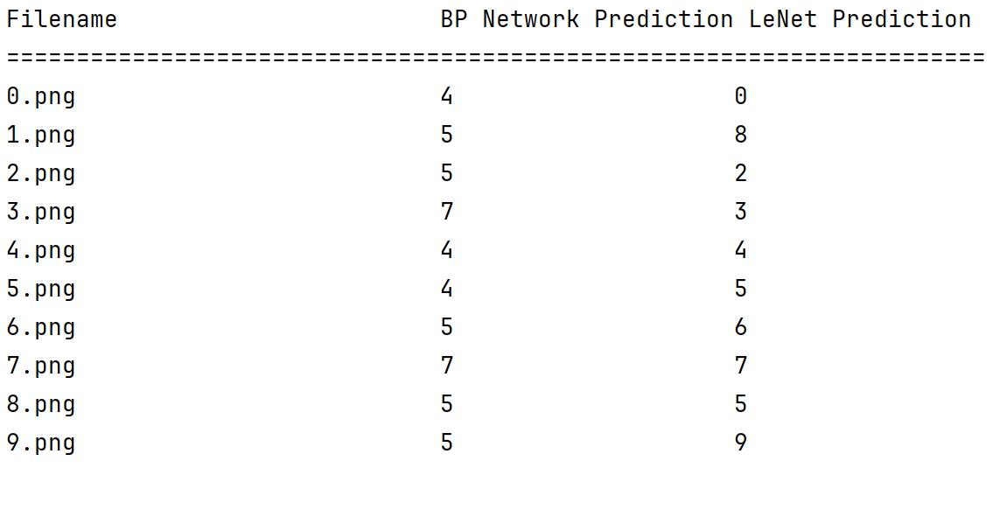 Filename                       BP Network Prediction LeNet Prediction
======================================================================
0.png                          4                    0
1.png                          5                    8
2.png                          5                    2
3.png                          7                    3
4.png                          4                    4
5.png                          4                    5
6.png                          5                    6
7.png                          7                    7
8.png                          5                    5
9.png                          5                    9